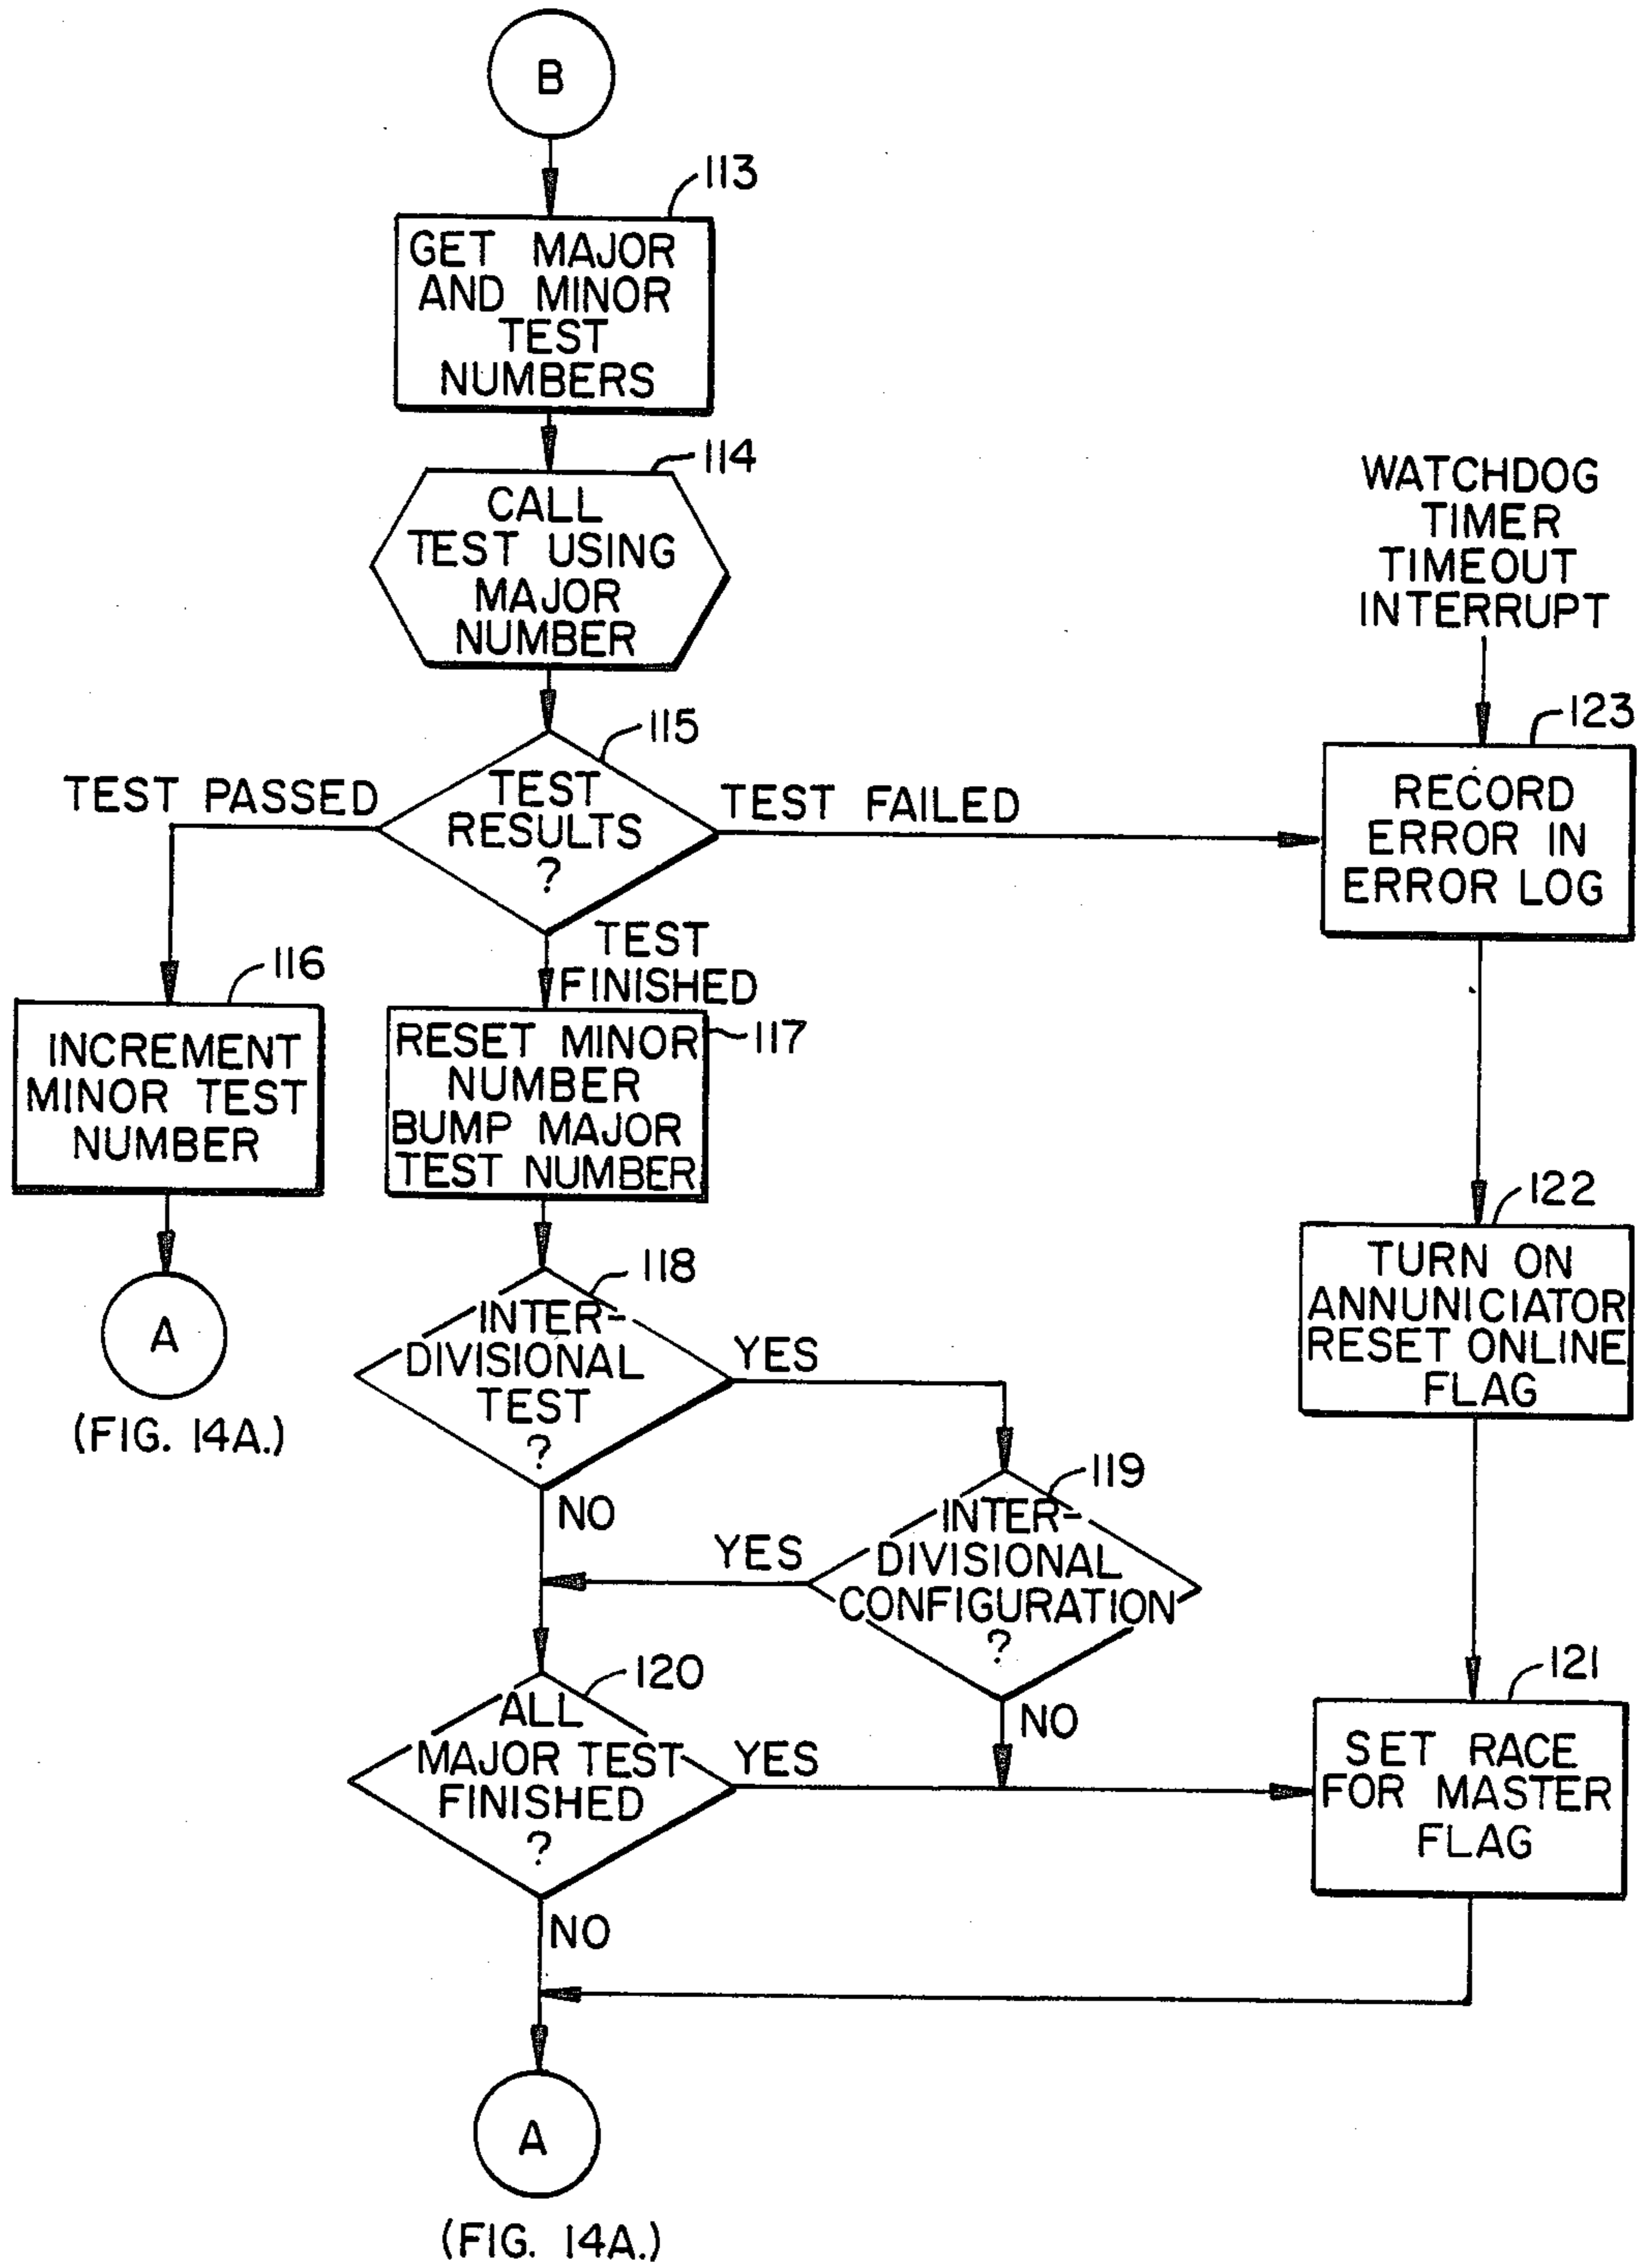 B
113
GET MAJOR
AND MINOR
TEST
NUMBERS
114
CALL
TEST USING
MAJOR
NUMBER
WATCHDOG
TIMER
TIMEOUT
INTERRUPT
115
TEST PASSED
TEST
RESULTS
?
TEST FAILED
123
RECORD
ERROR IN
ERROR LOG
TEST
FINISHED
116
INCREMENT
MINOR TEST
NUMBER
117
RESET MINOR
NUMBER
BUMP MAJOR
TEST NUMBER
A
(FIG. 14A.)
118
INTER-
DIVISIONAL
TEST
?
YES
NO
122
TURN ON
ANNUNICIATOR
RESET ONLINE
FLAG
119
INTER-
DIVISIONAL
CONFIGURATION
?
YES
NO
120
ALL
MAJOR TEST
FINISHED
?
YES
NO
121
SET RACE
FOR MASTER
FLAG
A
(FIG. 14A.)